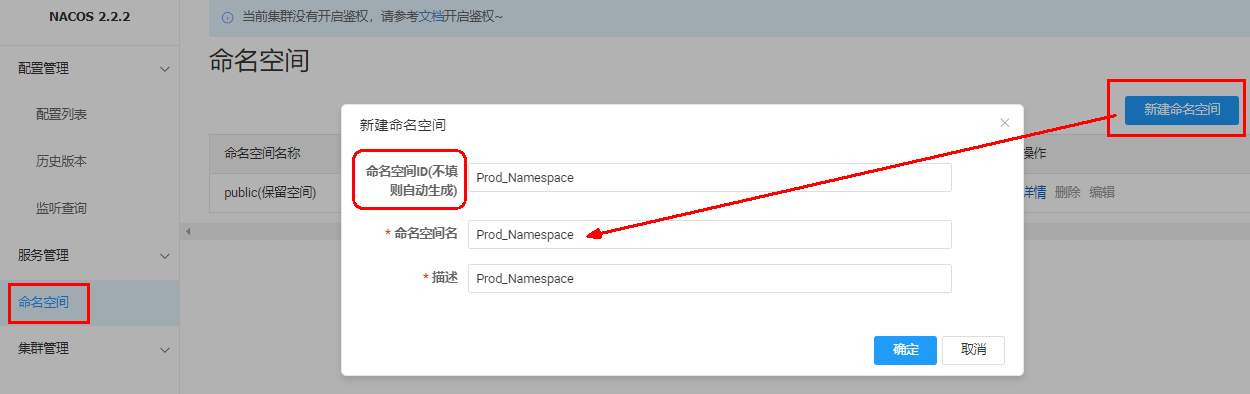 NACOS 2.2.2
当前集群没有开启鉴权，请参考文档开启鉴权~
命名空间
配置管理
配置列表
历史版本
监听查询
服务管理
命名空间
集群管理
新建命名空间
命名空间名称
操作
public(保留空间)
详情 删除 编辑
新建命名空间
命名空间ID(不填
则自动生成)
Prod_Namespace
* 命名空间名
Prod_Namespace
* 描述
Prod_Namespace
确定
取消